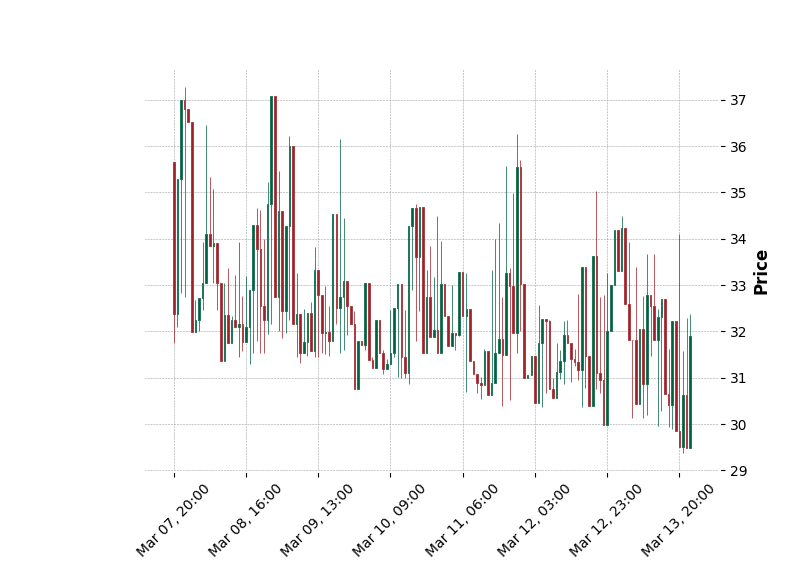 37
36
35
34
33
32
31
30
29
Price
Mar 07, 20:00
Mar 08, 16:00
Mar 09, 13:00
Mar 10, 09:00
Mar 11, 06:00
Mar 12, 03:00
Mar 12, 23:00
Mar 13, 20:00